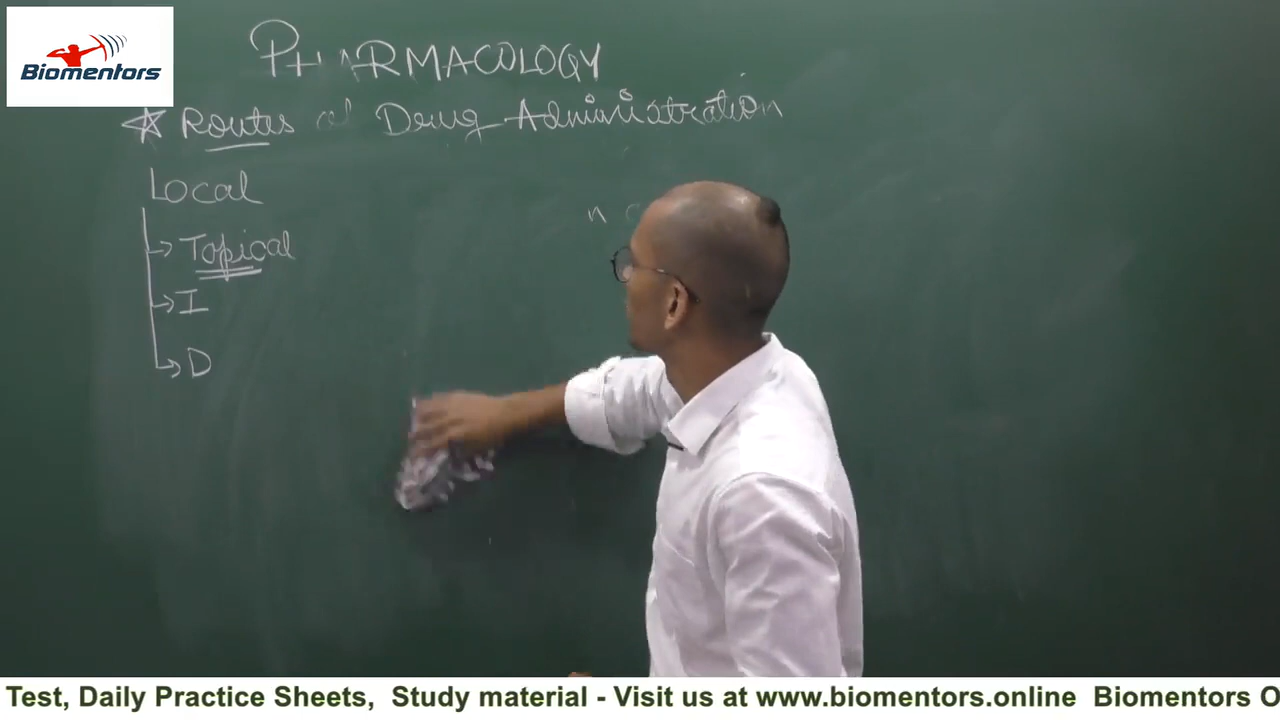 Biomentors
PHARMACOLOGY
Routes of Drug Administration
Local
Topical
I
D
n
Test, Daily Practice Sheets, Study material - Visit us at www.biomentors.online Biomentors O